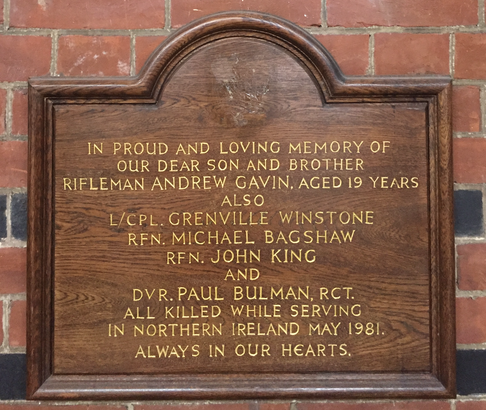 IN PROUD AND LOVING MEMORY OF
OUR DEAR SON AND BROTHER
RIFLEMAN ANDREW GAVIN, AGED 19 YEARS
ALSO
L/CPL. GRENVILLE WINSTONE
RFN. MICHAEL BAGSHAW
RFN. JOHN KING
AND
DVR. PAUL BULMAN, RCT.
ALL KILLED WHILE SERVING
IN NORTHERN IRELAND MAY 1981.
ALWAYS IN OUR HEARTS.